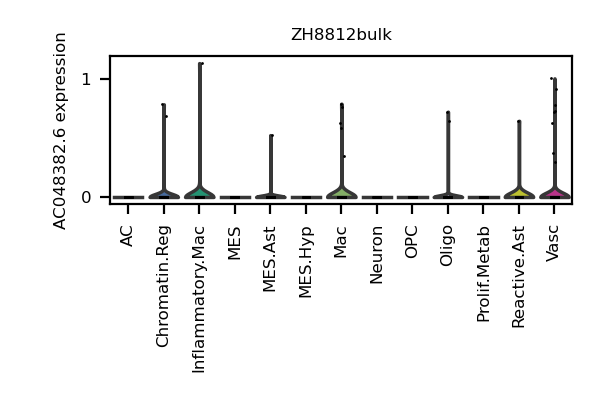 ZH8812bulk
AC048382.6 expression
1
0
AC
Chromatin.Reg
Inflammatory.Mac
MES
MES.Ast
MES.Hyp
Mac
Neuron
OPC
Oligo
Prolif.Metab
Reactive.Ast
Vasc